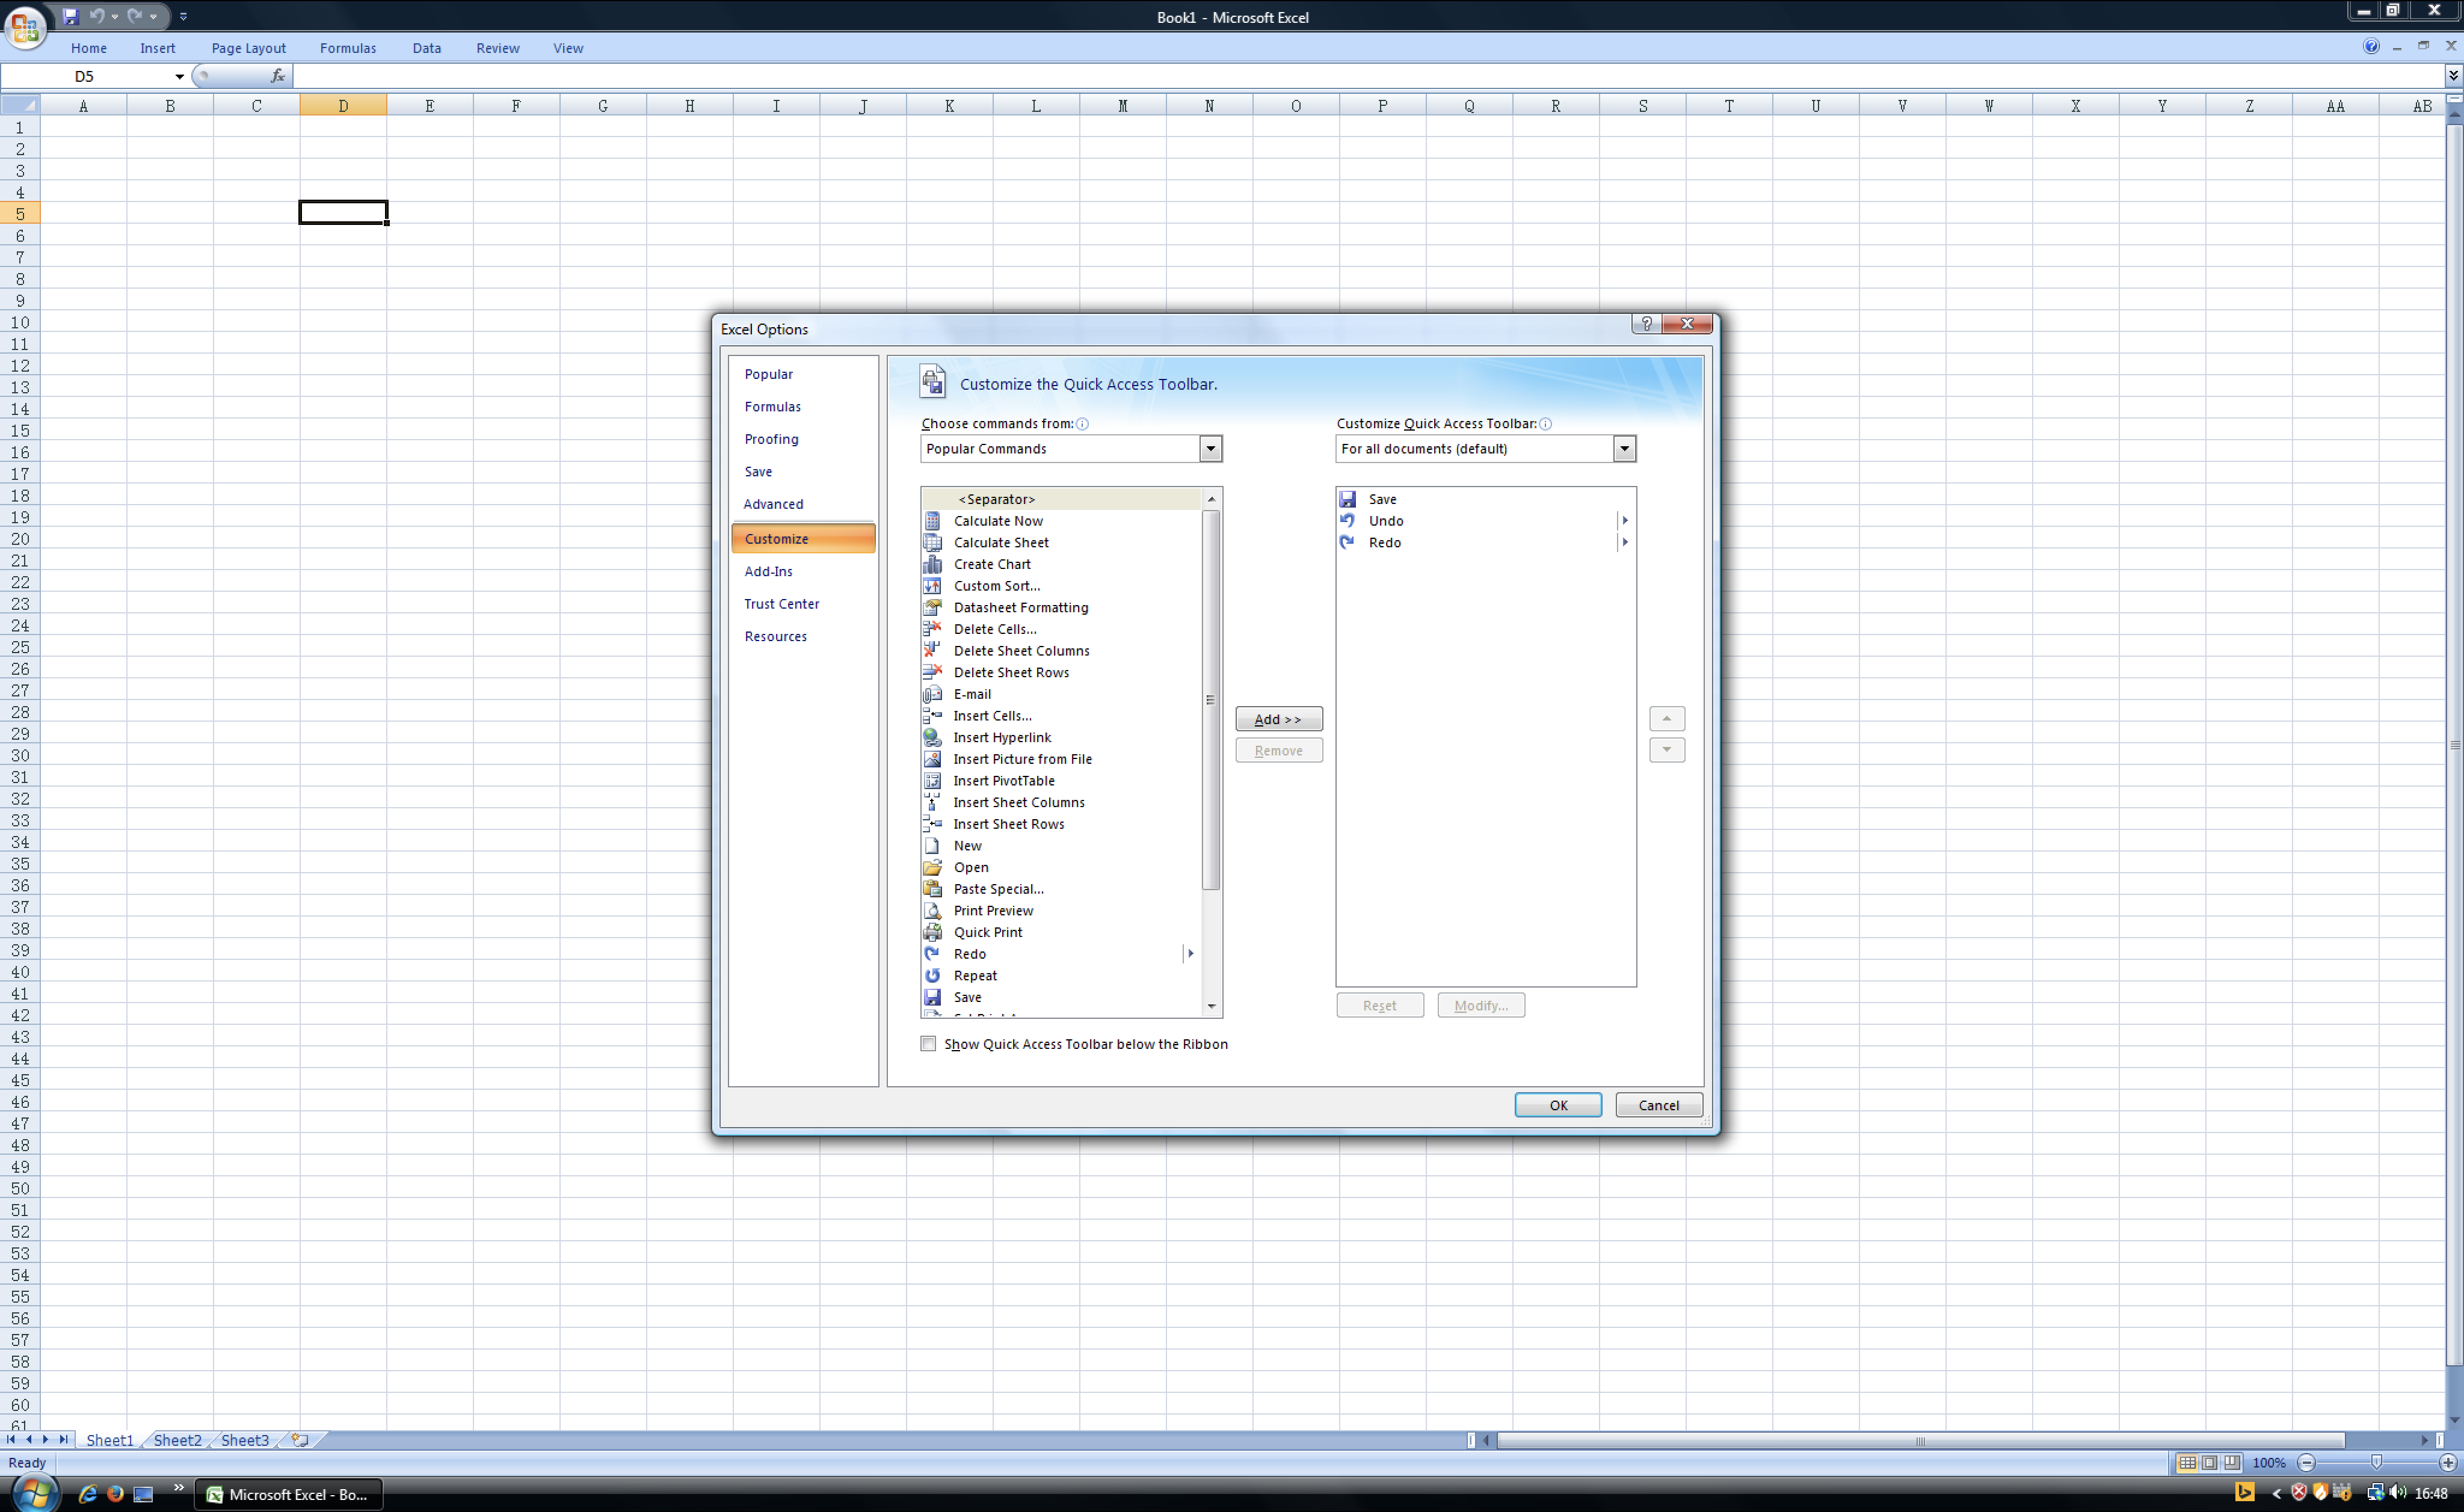 Book1 - Microsoft Excel
Home Insert Page Layout Formulas Data Review View
D5 fx
A B C D E F G H I J K L M N O P Q R S T U V W X Y Z AA AB
1
2
3
4
5
6
7
8
9
10
11
12
13
14
15
16
17
18
19
20
21
22
23
24
25
26
27
28
29
30
31
32
33
34
35
36
37
38
39
40
41
42
43
44
45
46
47
48
49
50
51
52
53
54
55
56
57
58
59
60
61
Excel Options
Popular
Formulas
Proofing
Save
Advanced
Customize
Add-Ins
Trust Center
Resources
Customize the Quick Access Toolbar.
Choose commands from:
Popular Commands
<Separator>
Calculate Now
Calculate Sheet
Create Chart
Custom Sort...
Datasheet Formatting
Delete Cells...
Delete Sheet Columns
Delete Sheet Rows
E-mail
Insert Cells...
Insert Hyperlink
Insert Picture from File
Insert PivotTable
Insert Sheet Columns
Insert Sheet Rows
New
Open
Paste Special...
Print Preview
Quick Print
Redo
Repeat
Save
Add >>
Remove
Customize Quick Access Toolbar:
For all documents (default)
Save
Undo
Redo
Reset Modify...
Show Quick Access Toolbar below the Ribbon
OK Cancel
Sheet1 Sheet2 Sheet3
Ready 100%
Microsoft Excel - Bo... 16:48